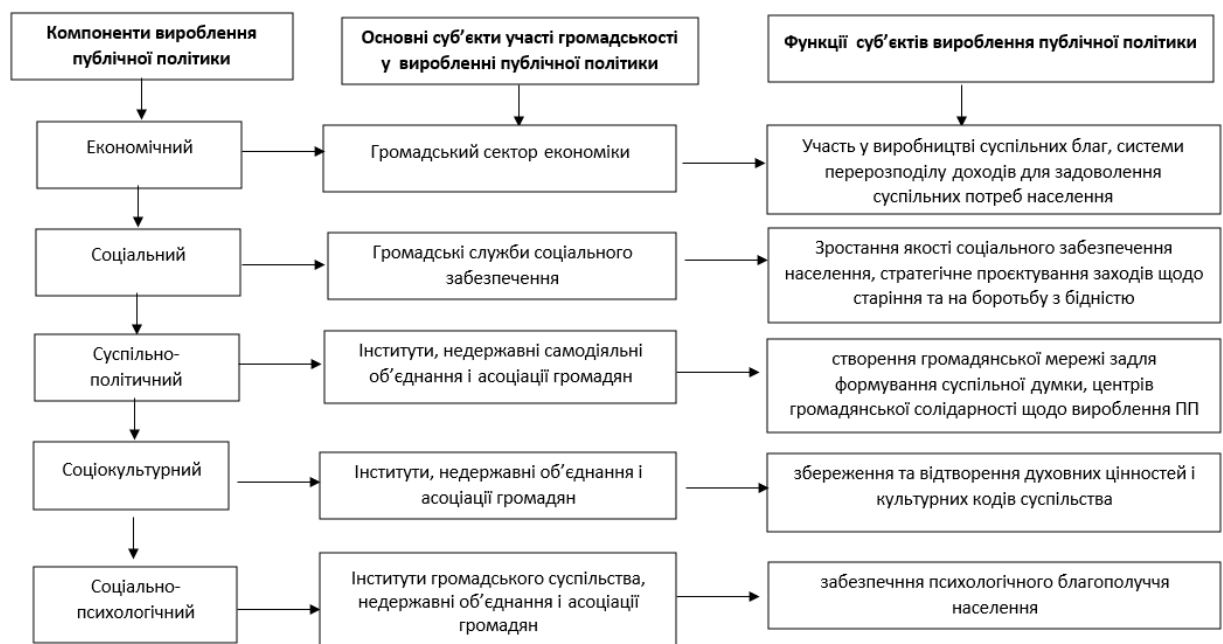 Компоненти вироблення
публічної політики
Основні суб’єкти участі громадськості
у виробленні публічної політики
Функції суб’єктів вироблення публічної політики
Економічний
Громадський сектор економіки
Участь у виробництві суспільних благ, системи
перерозподілу доходів для задоволення
суспільних потреб населення
Соціальний
Громадські служби соціального
забезпечення
Зростання якості соціального забезпечення
населення, стратегічне проєктування заходів щодо
старіння та на боротьбу з бідністю
Суспільно-
політичний
Інститути, недержавні самодіяльні
об’єднання і асоціації громадян
створення громадянської мережі задля
формування суспільної думки, центрів
громадянської солідарності щодо вироблення ПП
Соціокультурний
Інститути, недержавні об’єднання і
асоціації громадян
збереження та відтворення духовних цінностей і
культурних кодів суспільства
Соціально-
психологічний
Інститути громадського суспільства,
недержавні об’єднання і асоціації
громадян
забезпечння психологічного благополуччя
населення